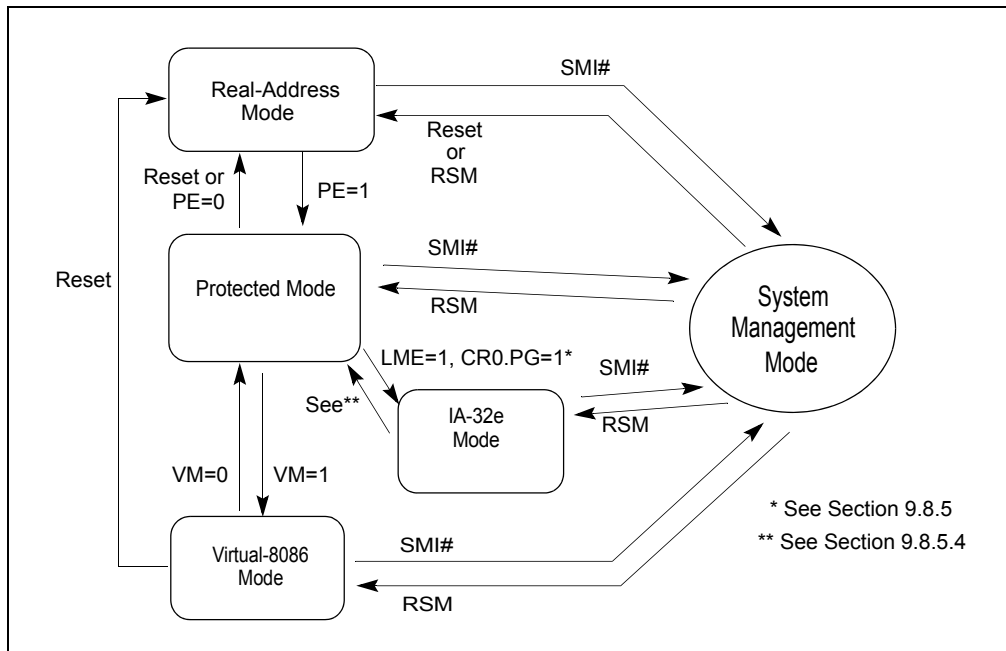 SMI#
Real-Address
Mode
Reset
or
RSM
Reset or
PE=0
PE=1
SMI#
Reset
Protected Mode
RSM
System
Management
Mode
LME=1, CR0.PG=1*
SMI#
See**
IA-32e
Mode
RSM
VM=0
VM=1
* See Section 9.8.5
** See Section 9.8.5.4
Virtual-8086
Mode
SMI#
RSM